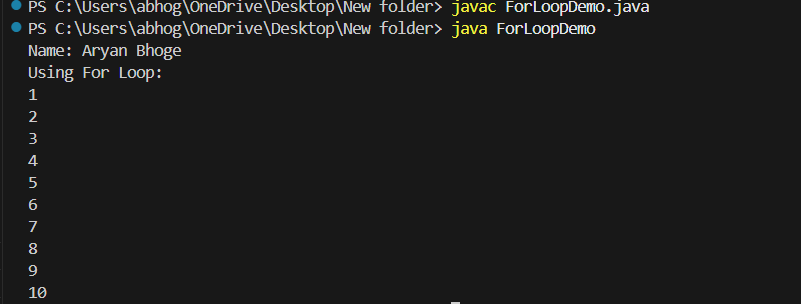 PS C:\Users\abhog\OneDrive\Desktop\New folder> javac ForLoopDemo.java
PS C:\Users\abhog\OneDrive\Desktop\New folder> java ForLoopDemo
Name: Aryan Bhoge
Using For Loop:
1
2
3
4
5
6
7
8
9
10